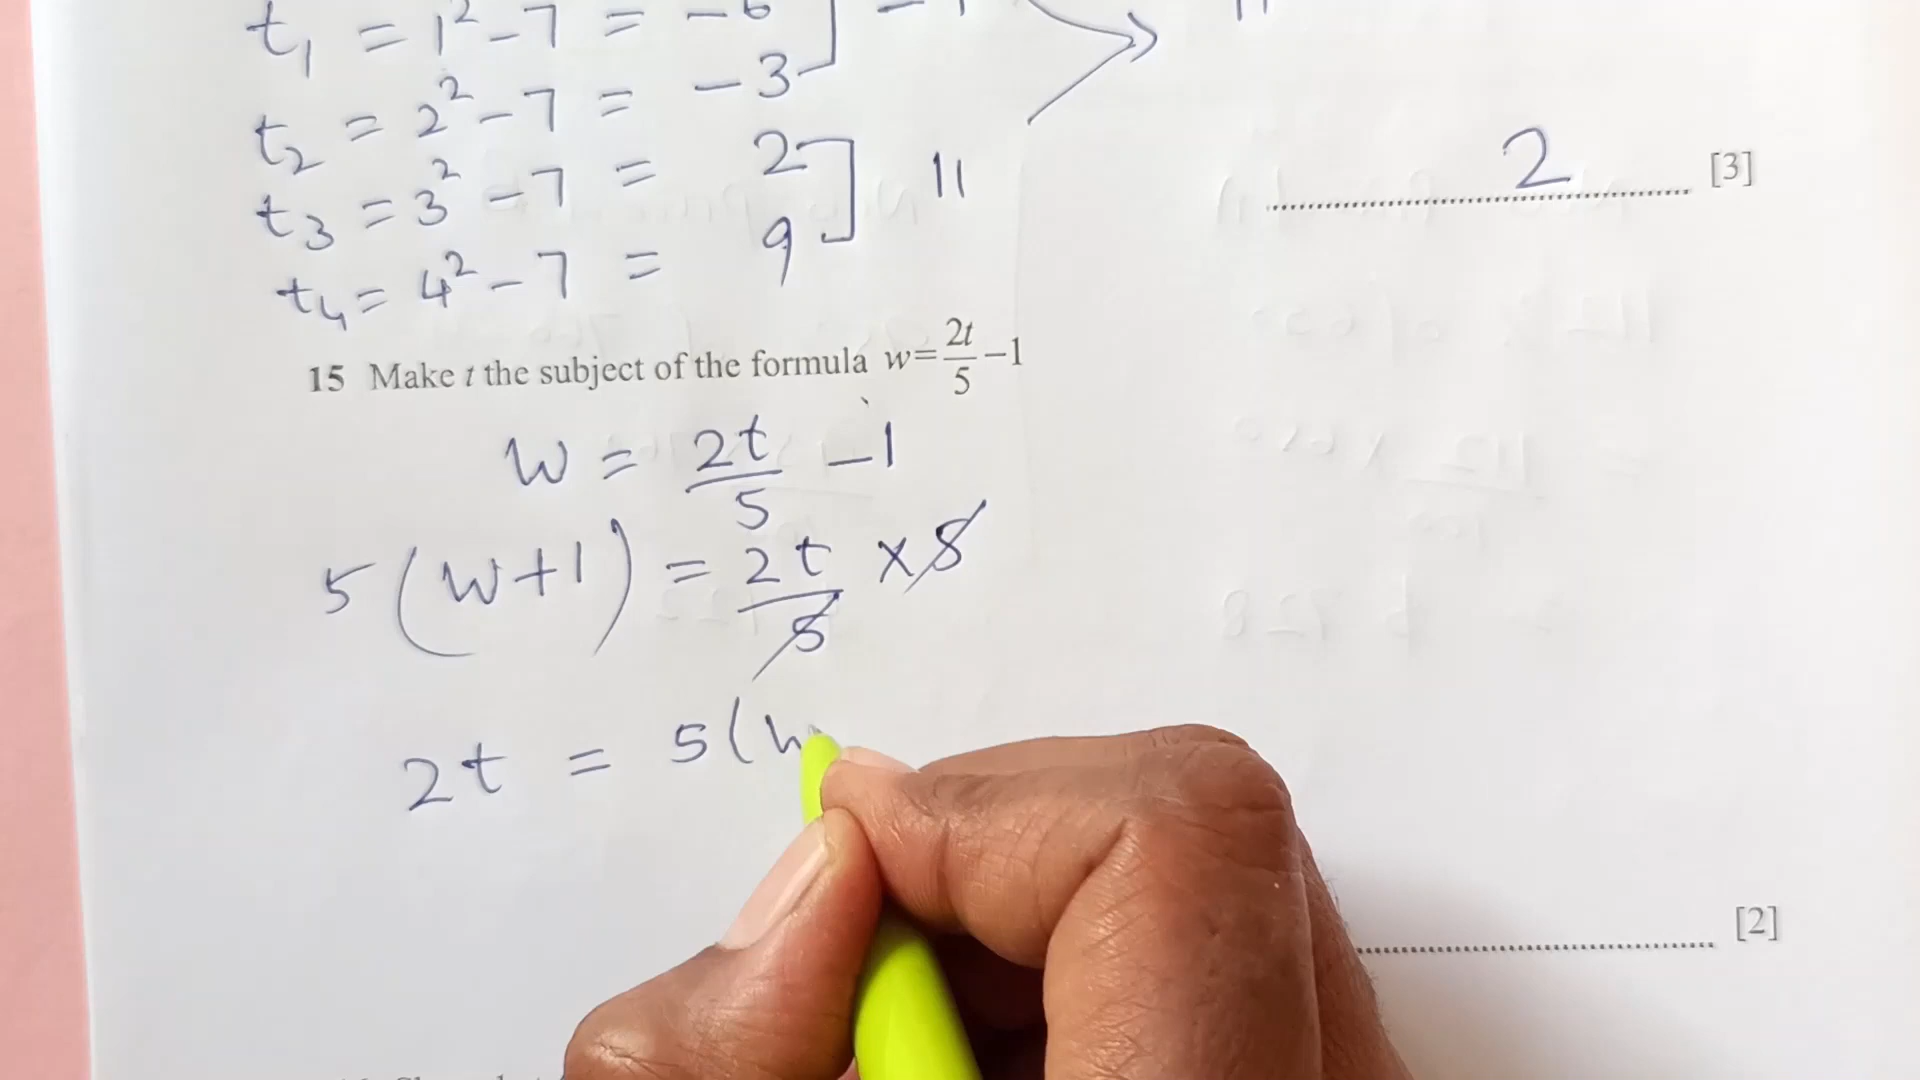 t₁ = 1² - 7 = -6
t₂ = 2² - 7 = -3
t₃ = 3² - 7 = 2
t₄ = 4² - 7 = 9
11
2 [3]
15 Make t the subject of the formula w=2t/5 -1
w = 2t/5 -1
5(w+1) = 2t/5 ×5
2t = 5(w
[2]